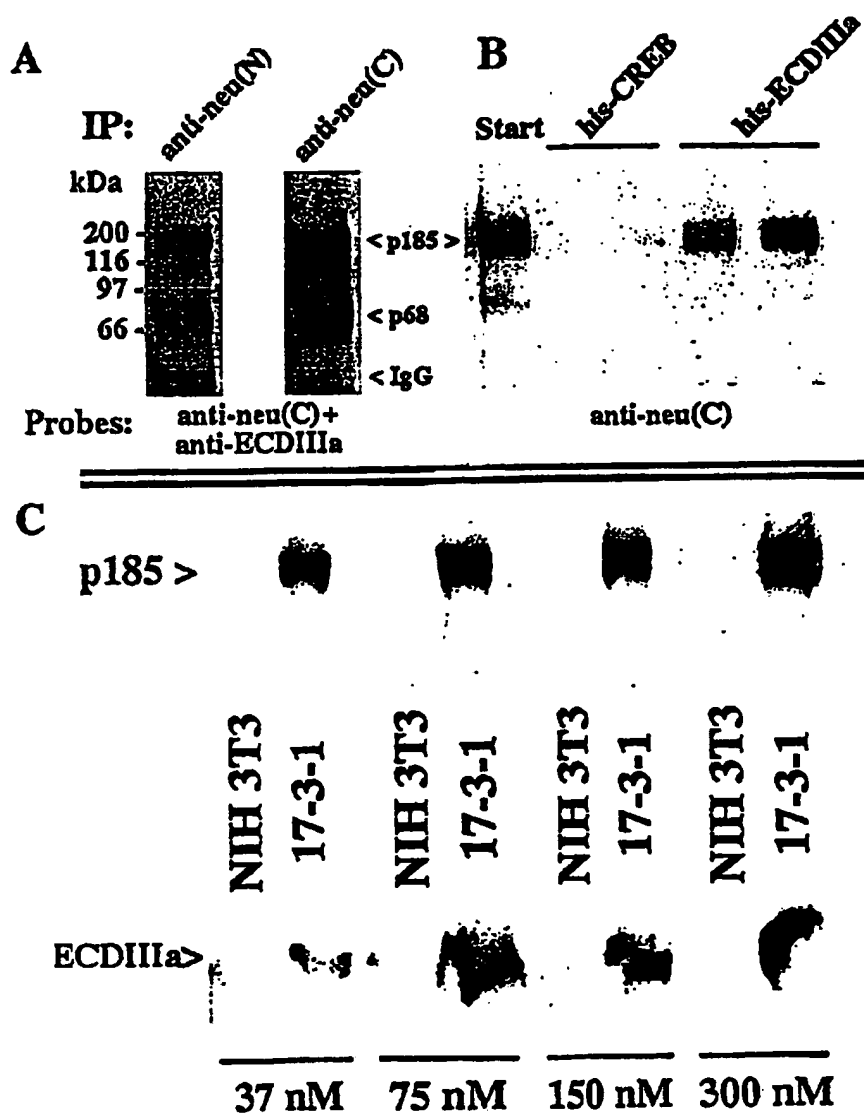 A
IP:
anti-neu(N)
anti-neu(C)
kDa
200
116
97
66
< p185 >
< p68
< IgG
Probes:
anti-neu(C)+
anti-ECDIIIa
B
Start
his-CREB
his-ECDIIIa
anti-neu(C)
C
p185 >
NIH 3T3
17-3-1
NIH 3T3
17-3-1
NIH 3T3
17-3-1
NIH 3T3
17-3-1
ECDIIIa>
37 nM
75 nM
150 nM
300 nM